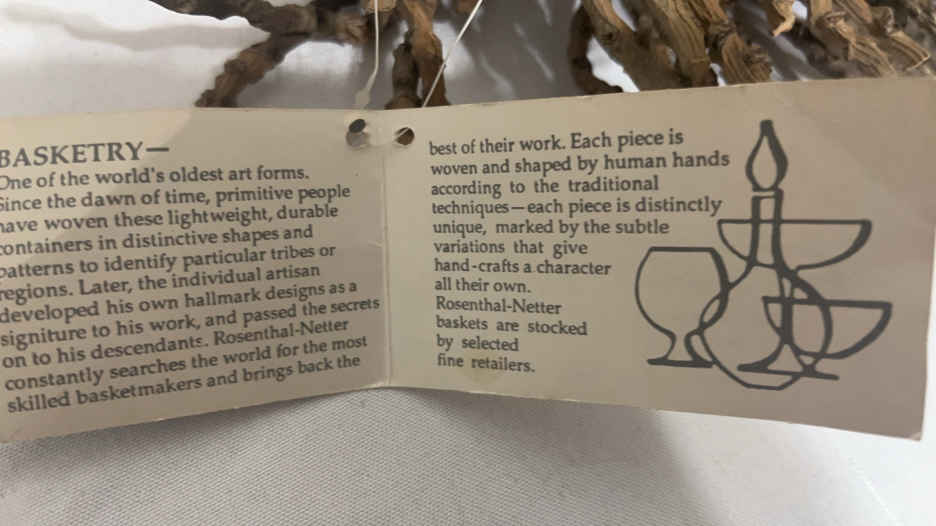 BASKETRY—
One of the world's oldest art forms.
Since the dawn of time, primitive people
have woven these lightweight, durable
containers in distinctive shapes and
patterns to identify particular tribes or
regions. Later, the individual artisan
developed his own hallmark designs as a
signiture to his work, and passed the secrets
on to his descendants. Rosenthal-Netter
constantly searches the world for the most
skilled basketmakers and brings back the
best of their work. Each piece is
woven and shaped by human hands
according to the traditional
techniques—each piece is distinctly
unique, marked by the subtle
variations that give
hand-crafts a character
all their own.
Rosenthal-Netter
baskets are stocked
by selected
fine retailers.